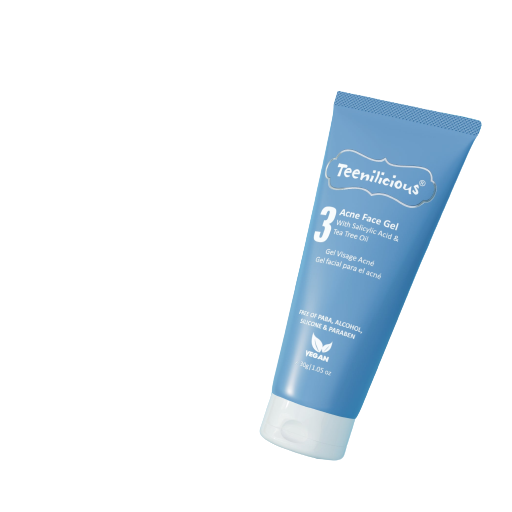 Teenilicious®
3 Acne Face Gel
With Salicylic Acid &
Tea Tree Oil
Gel Visage Acné
Gel facial para el acné
FREE OF PABA, ALCOHOL,
SILICONE & PARABEN
VEGAN
30g | 1.05 oz